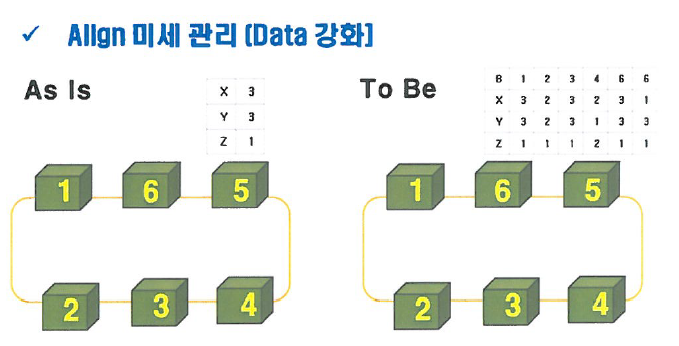 ✓ Align 미세 관리 (Data 강화]
As Is
X 3
Y 3
Z 1
1 6 5
2 3 4
To Be
B 1 2 3 4 6 6
X 3 2 3 2 3 1
Y 3 2 3 1 3 3
Z 1 1 1 2 1 1
1 6 5
2 3 4